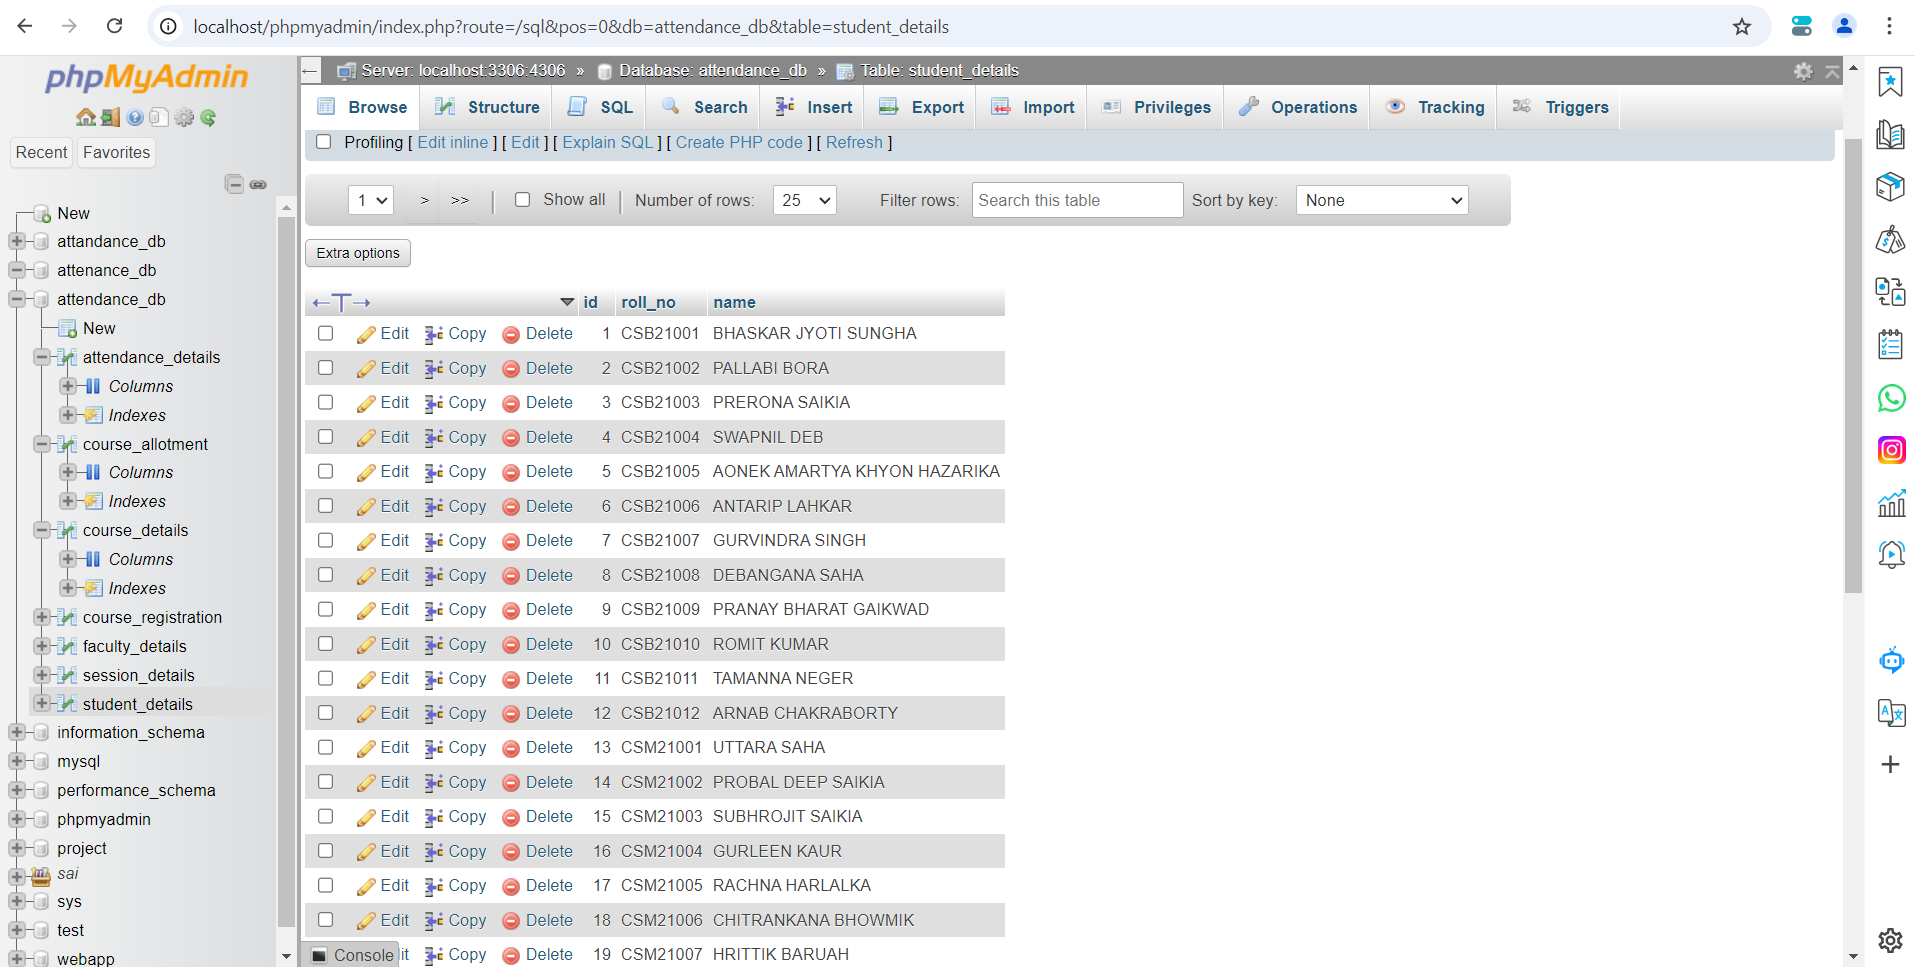 localhost/phpmyadmin/index.php?route=/sql&pos=0&db=attendance_db&table=student_details
phpMyAdmin
Recent Favorites
New
attandance_db
attenance_db
attendance_db
New
attendance_details
Columns
Indexes
course_allotment
Columns
Indexes
course_details
Columns
Indexes
course_registration
faculty_details
session_details
student_details
information_schema
mysql
performance_schema
phpmyadmin
project
sai
sys
test
webapp
Server: localhost:3306:4306 » Database: attendance_db » Table: student_details
Browse Structure SQL Search Insert Export Import Privileges Operations Tracking Triggers
Profiling [ Edit inline ] [ Edit ] [ Explain SQL ] [ Create PHP code ] [ Refresh ]
1 > >> | Show all | Number of rows: 25 Filter rows: Search this table Sort by key: None
Extra options
←T→ id roll_no name
Edit Copy Delete 1 CSB21001 BHASKAR JYOTI SUNGHA
Edit Copy Delete 2 CSB21002 PALLABI BORA
Edit Copy Delete 3 CSB21003 PRERONA SAIKIA
Edit Copy Delete 4 CSB21004 SWAPNIL DEB
Edit Copy Delete 5 CSB21005 AONEK AMARTYA KHYON HAZARIKA
Edit Copy Delete 6 CSB21006 ANTARIP LAHKAR
Edit Copy Delete 7 CSB21007 GURVINDRA SINGH
Edit Copy Delete 8 CSB21008 DEBANGANA SAHA
Edit Copy Delete 9 CSB21009 PRANAY BHARAT GAIKWAD
Edit Copy Delete 10 CSB21010 ROMIT KUMAR
Edit Copy Delete 11 CSB21011 TAMANNA NEGER
Edit Copy Delete 12 CSB21012 ARNAB CHAKRABORTY
Edit Copy Delete 13 CSM21001 UTTARA SAHA
Edit Copy Delete 14 CSM21002 PROBAL DEEP SAIKIA
Edit Copy Delete 15 CSM21003 SUBHROJIT SAIKIA
Edit Copy Delete 16 CSM21004 GURLEEN KAUR
Edit Copy Delete 17 CSM21005 RACHNA HARLALKA
Edit Copy Delete 18 CSM21006 CHITRANKANA BHOWMIK
Console it Copy Delete 19 CSM21007 HRITTIK BARUAH